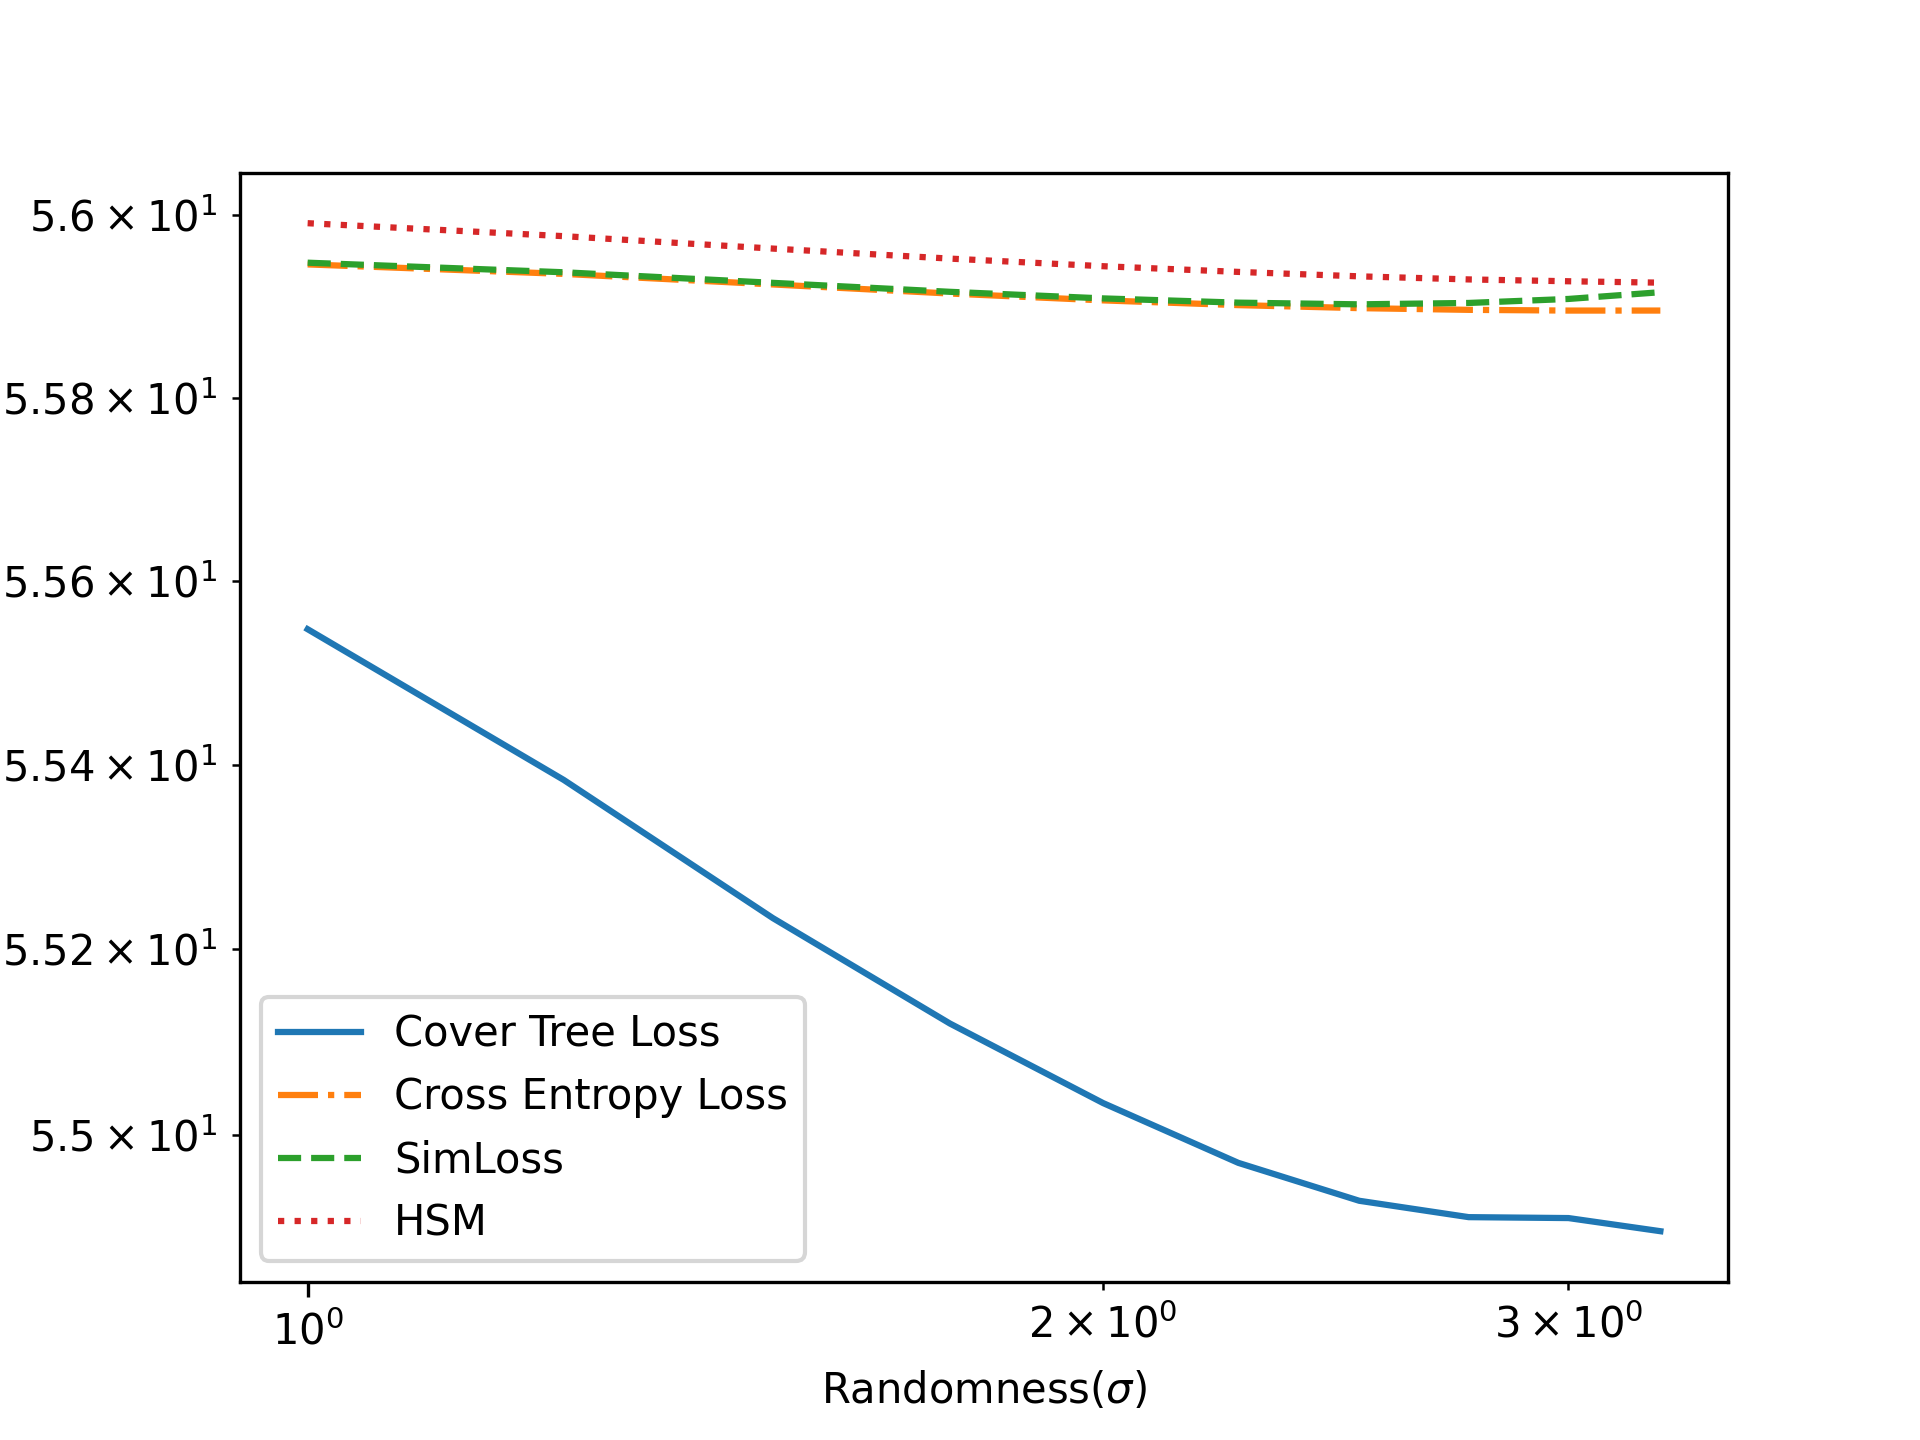 5.6 × 10¹
5.58 × 10¹
5.56 × 10¹
5.54 × 10¹
5.52 × 10¹
5.5 × 10¹
Cover Tree Loss
Cross Entropy Loss
SimLoss
HSM
10⁰
2 × 10⁰
3 × 10⁰
Randomness(σ)